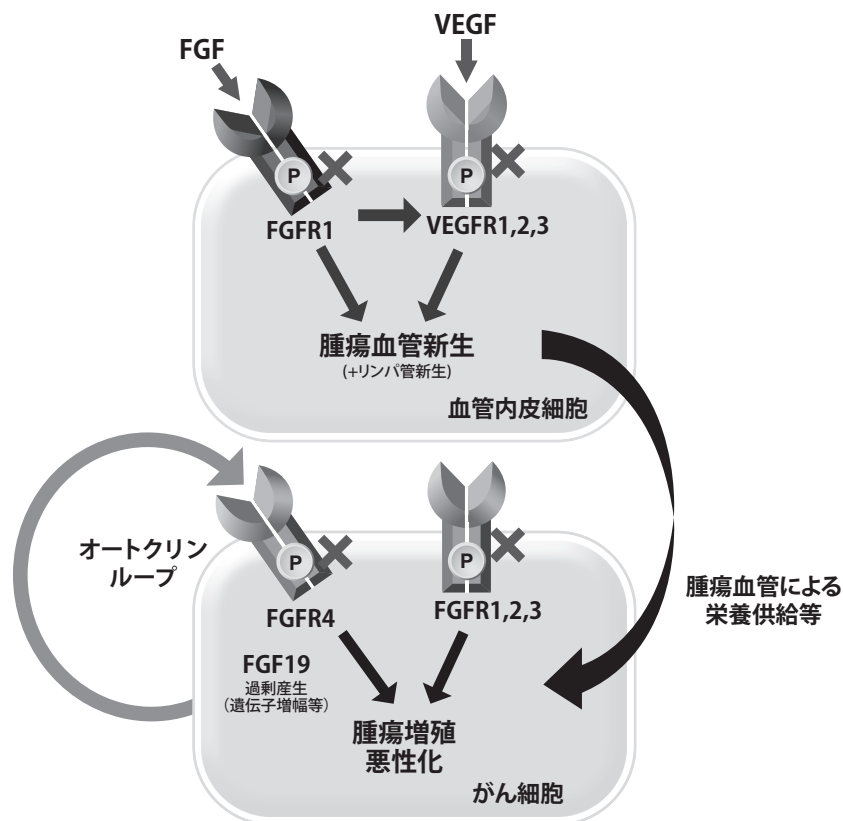 VEGF
FGF
P
P
FGFR1
VEGFR1,2,3
腫瘍血管新生
(+リンパ管新生)
血管内皮細胞
オートクリン
ループ
P
P
FGFR4
FGFR1,2,3
腫瘍血管による
栄養供給等
FGF19
過剰産生
(遺伝子増幅等)
腫瘍増殖
悪性化
がん細胞